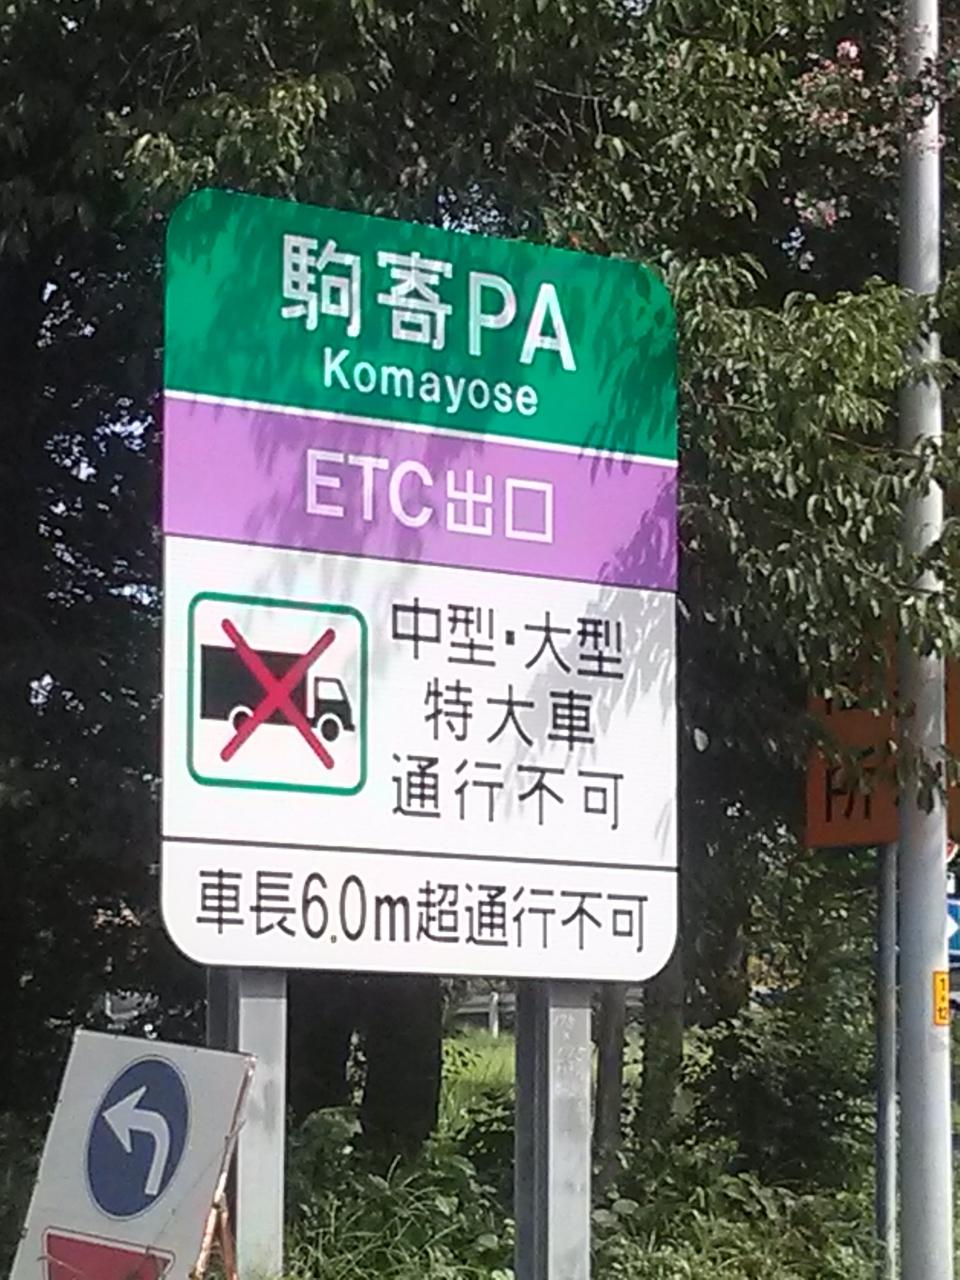 駒寄PA
Komayose
ETC出口
中型・大型
特大車
通行不可
車長6.0m超通行不可
所